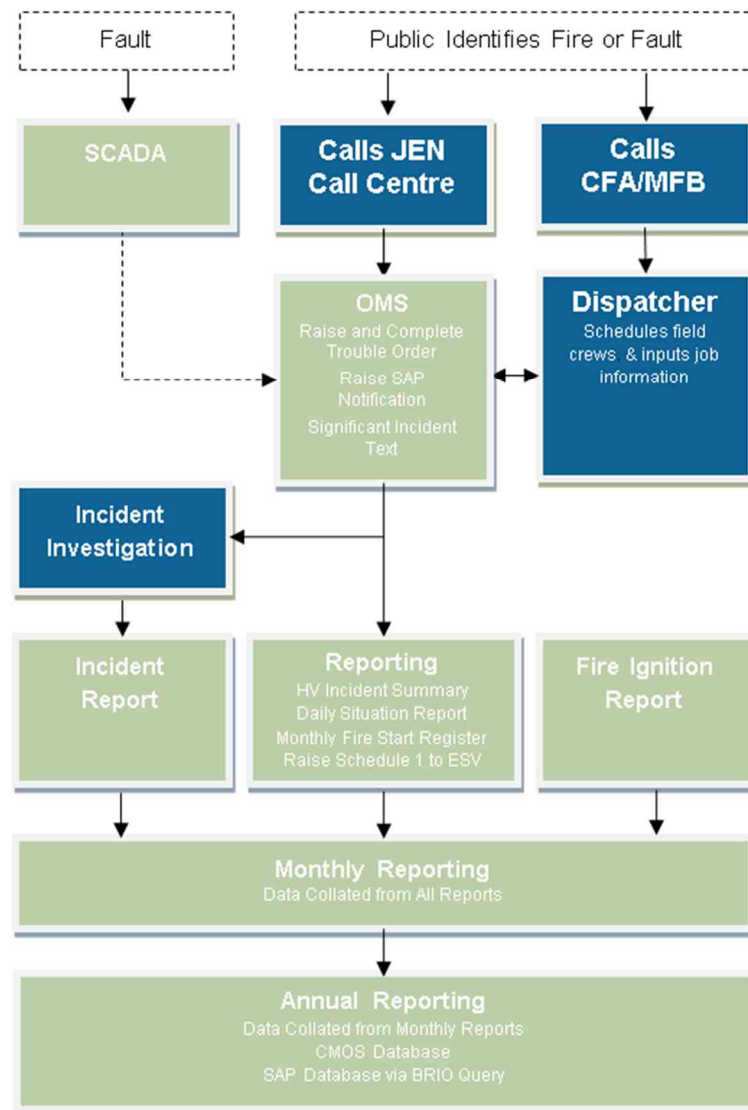 Fault
Public Identifies Fire or Fault
SCADA
Calls JEN
Call Centre
Calls
CFA/MFB
OMS
Raise and Complete
Trouble Order
Raise SAP
Notification
Significant Incident
Text
Dispatcher
Schedules field
crews. & inputs job
information
Incident
Investigation
Incident
Report
Reporting
HV Incident Summary
Daily Situation Report
Monthly Fire Start Register
Raise Schedule 1 to ESV
Fire Ignition
Report
Monthly Reporting
Data Collated from All Reports
Annual Reporting
Data Collated from Monthly Reports
CMOS Database
SAP Database via BRIO Query